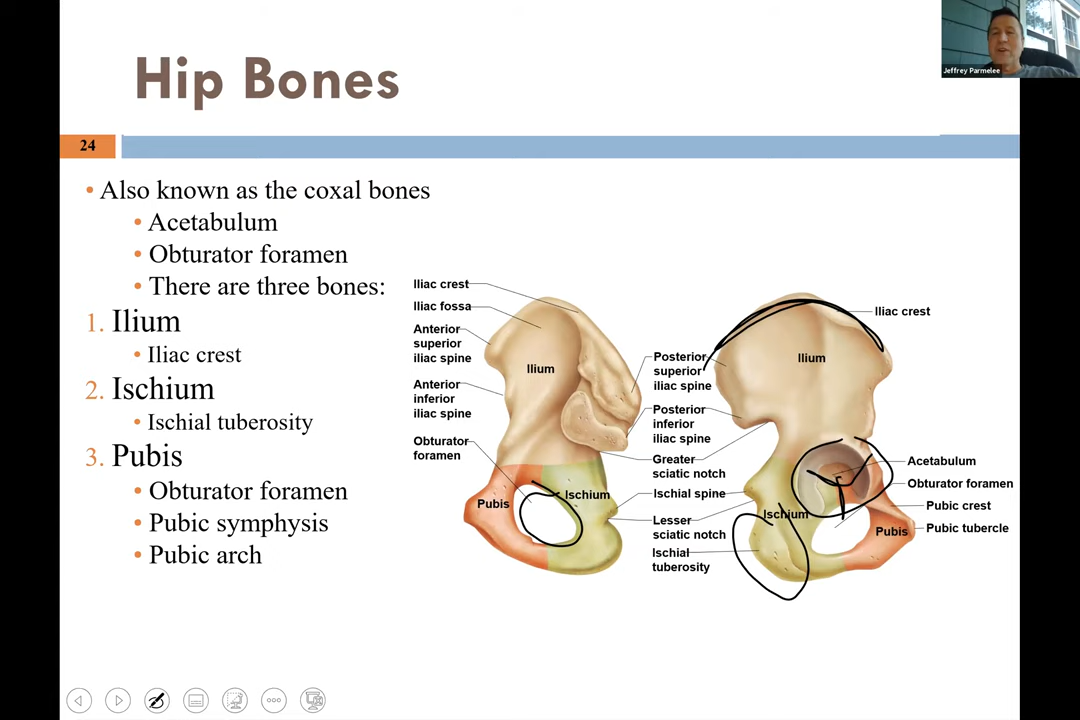 Jeffrey Parmelee
Hip Bones
24
• Also known as the coxal bones
• Acetabulum
• Obturator foramen
• There are three bones:
1. Ilium
• Iliac crest
2. Ischium
• Ischial tuberosity
3. Pubis
• Obturator foramen
• Pubic symphysis
• Pubic arch
Iliac crest
Iliac fossa
Anterior
superior
iliac spine
Anterior
inferior
iliac spine
Obturator
foramen
Ilium
Pubis
Ischium
Posterior
superior
iliac spine
Posterior
inferior
iliac spine
Greater
sciatic notch
Ischial spine
Lesser
sciatic notch
Ischial
tuberosity
Ilium
Ischium
Pubis
Iliac crest
Acetabulum
Obturator foramen
Pubic crest
Pubic tubercle